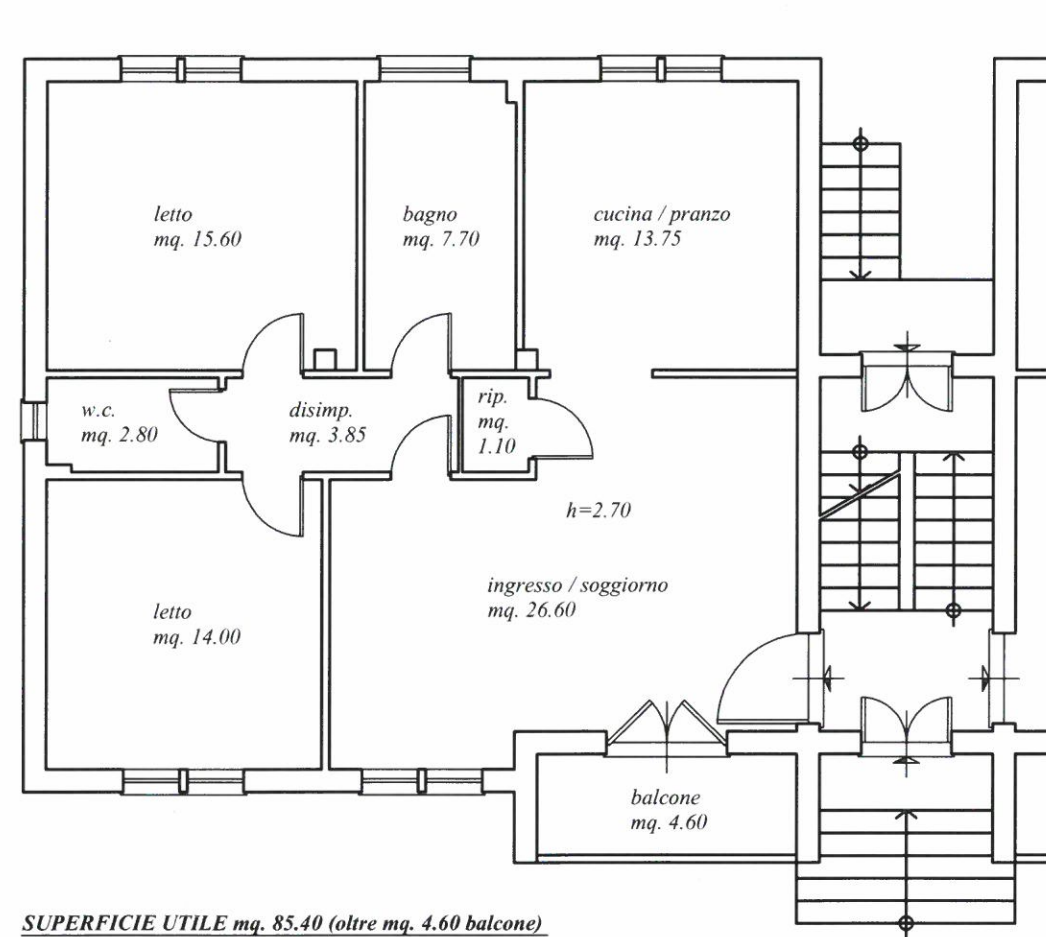 letto
mq. 15.60
bagno
mq. 7.70
cucina / pranzo
mq. 13.75
w.c.
mq. 2.80
disimp.
mq. 3.85
rip.
mq.
1.10
h=2.70
ingresso / soggiorno
mq. 26.60
letto
mq. 14.00
balcone
mq. 4.60
SUPERFICIE UTILE mq. 85.40 (oltre mq. 4.60 balcone)